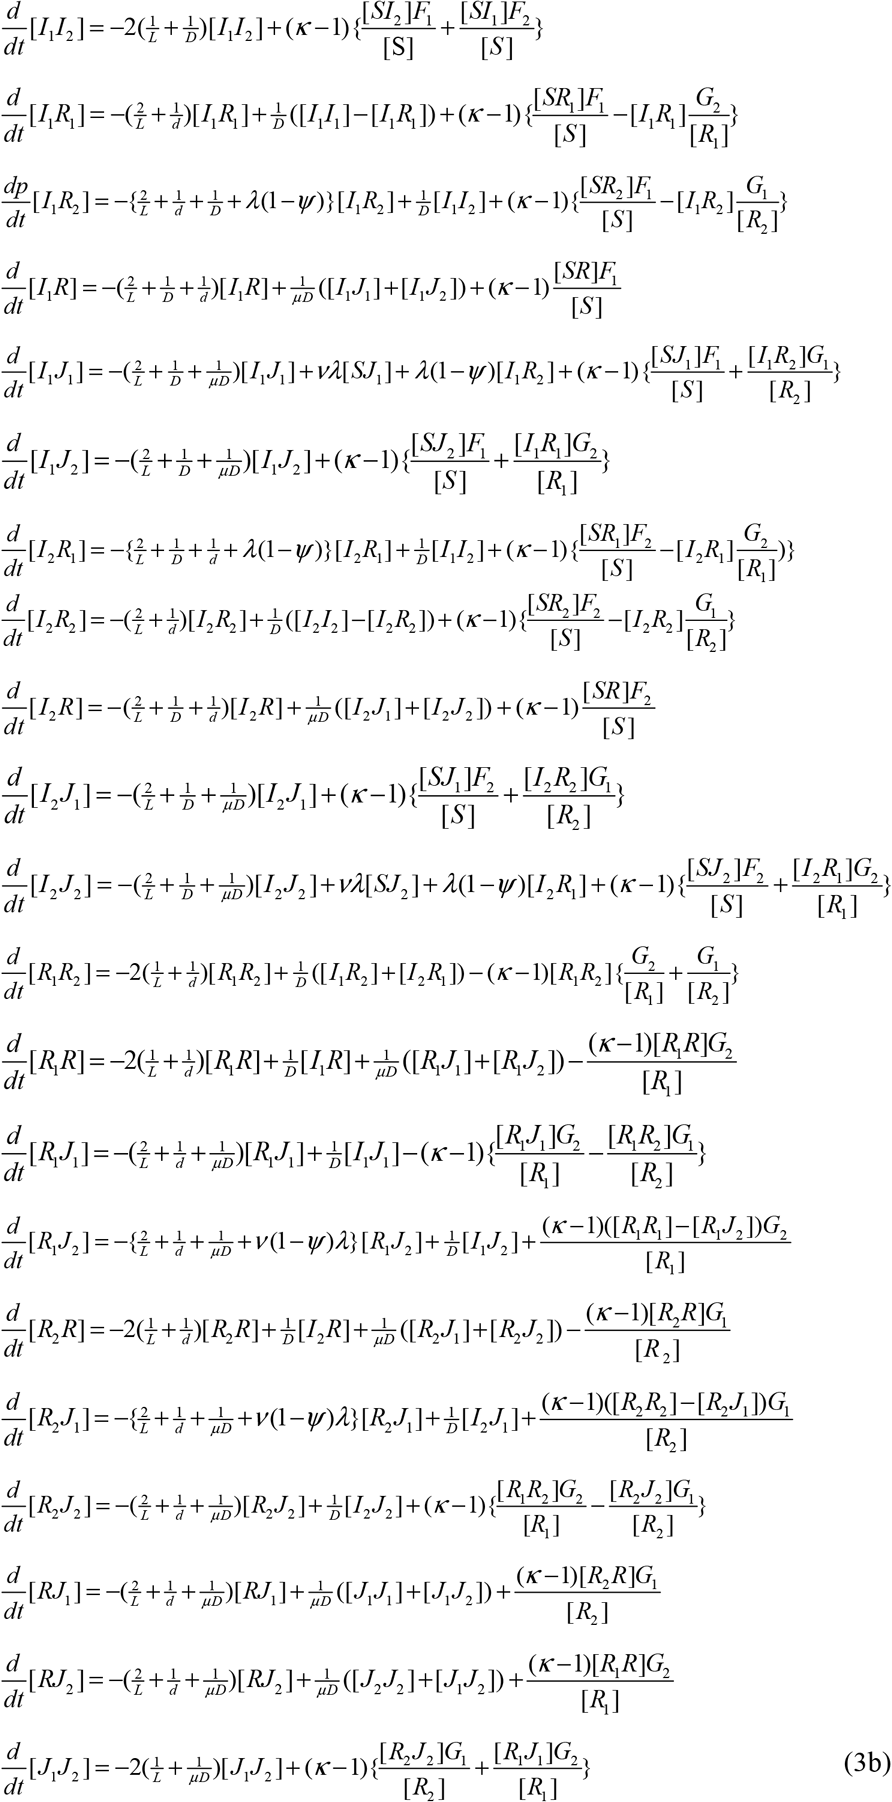 d/dt[I₁I₂] = −2(1/L + 1/D)[I₁I₂] + (κ−1){[SI₂]F₁/[S] + [SI₁]F₂/[S]}
d/dt[I₁R₁] = −(2/L + 1/d)[I₁R₁] + 1/D([I₁I₁]−[I₁R₁]) + (κ−1){[SR₁]F₁/[S] − [I₁R₁]G₂/[R₁]}
dp/dt[I₁R₂] = −{2/L + 1/d + 1/D + λ(1−ψ)}[I₁R₂] + 1/D[I₁I₂] + (κ−1){[SR₂]F₁/[S] − [I₁R₂]G₁/[R₂]}
d/dt[I₁R] = −(2/L + 1/D + 1/d)[I₁R] + 1/μD([I₁J₁]+[I₁J₂]) + (κ−1)[SR]F₁/[S]
d/dt[I₁J₁] = −(2/L + 1/D + 1/μD)[I₁J₁] + νλ[SJ₁] + λ(1−ψ)[I₁R₂] + (κ−1){[SJ₁]F₁/[S] + [I₁R₂]G₁/[R₂]}
d/dt[I₁J₂] = −(2/L + 1/D + 1/μD)[I₁J₂] + (κ−1){[SJ₂]F₁/[S] + [I₁R₁]G₂/[R₁]}
d/dt[I₂R₁] = −{2/L + 1/D + 1/d + λ(1−ψ)}[I₂R₁] + 1/D[I₁I₂] + (κ−1){[SR₁]F₂/[S] − [I₂R₁]G₂/[R₁])}
d/dt[I₂R₂] = −(2/L + 1/d)[I₂R₂] + 1/D([I₂I₂]−[I₂R₂]) + (κ−1){[SR₂]F₂/[S] − [I₂R₂]G₁/[R₂]}
d/dt[I₂R] = −(2/L + 1/D + 1/d)[I₂R] + 1/μD([I₂J₁]+[I₂J₂]) + (κ−1)[SR]F₂/[S]
d/dt[I₂J₁] = −(2/L + 1/D + 1/μD)[I₂J₁] + (κ−1){[SJ₁]F₂/[S] + [I₂R₂]G₁/[R₂]}
d/dt[I₂J₂] = −(2/L + 1/D + 1/μD)[I₂J₂] + νλ[SJ₂] + λ(1−ψ)[I₂R₁] + (κ−1){[SJ₂]F₂/[S] + [I₂R₁]G₂/[R₁]}
d/dt[R₁R₂] = −2(1/L + 1/d)[R₁R₂] + 1/D([I₁R₂]+[I₂R₁]) − (κ−1)[R₁R₂]{G₂/[R₁] + G₁/[R₂]}
d/dt[R₁R] = −2(1/L + 1/d)[R₁R] + 1/D[I₁R] + 1/μD([R₁J₁]+[R₁J₂]) − (κ−1)[R₁R]G₂/[R₁]
d/dt[R₁J₁] = −(2/L + 1/d + 1/μD)[R₁J₁] + 1/D[I₁J₁] − (κ−1){[R₁J₁]G₂/[R₁] − [R₁R₂]G₁/[R₂]}
d/dt[R₁J₂] = −{2/L + 1/d + 1/μD + ν(1−ψ)λ}[R₁J₂] + 1/D[I₁J₂] + (κ−1)([R₁R₁]−[R₁J₂])G₂/[R₁]
d/dt[R₂R] = −2(1/L + 1/d)[R₂R] + 1/D[I₂R] + 1/μD([R₂J₁]+[R₂J₂]) − (κ−1)[R₂R]G₁/[R₂]
d/dt[R₂J₁] = −{2/L + 1/d + 1/μD + ν(1−ψ)λ}[R₂J₁] + 1/D[I₂J₁] + (κ−1)([R₂R₂]−[R₂J₁])G₁/[R₂]
d/dt[R₂J₂] = −(2/L + 1/d + 1/μD)[R₂J₂] + 1/D[I₂J₂] + (κ−1){[R₁R₂]G₂/[R₁] − [R₂J₂]G₁/[R₂]}
d/dt[RJ₁] = −(2/L + 1/d + 1/μD)[RJ₁] + 1/μD([J₁J₁]+[J₁J₂]) + (κ−1)[R₂R]G₁/[R₂]
d/dt[RJ₂] = −(2/L + 1/d + 1/μD)[RJ₂] + 1/μD([J₂J₂]+[J₁J₂]) + (κ−1)[R₁R]G₂/[R₁]
d/dt[J₁J₂] = −2(1/L + 1/μD)[J₁J₂] + (κ−1){[R₂J₂]G₁/[R₂] + [R₁J₁]G₂/[R₁]} (3b)